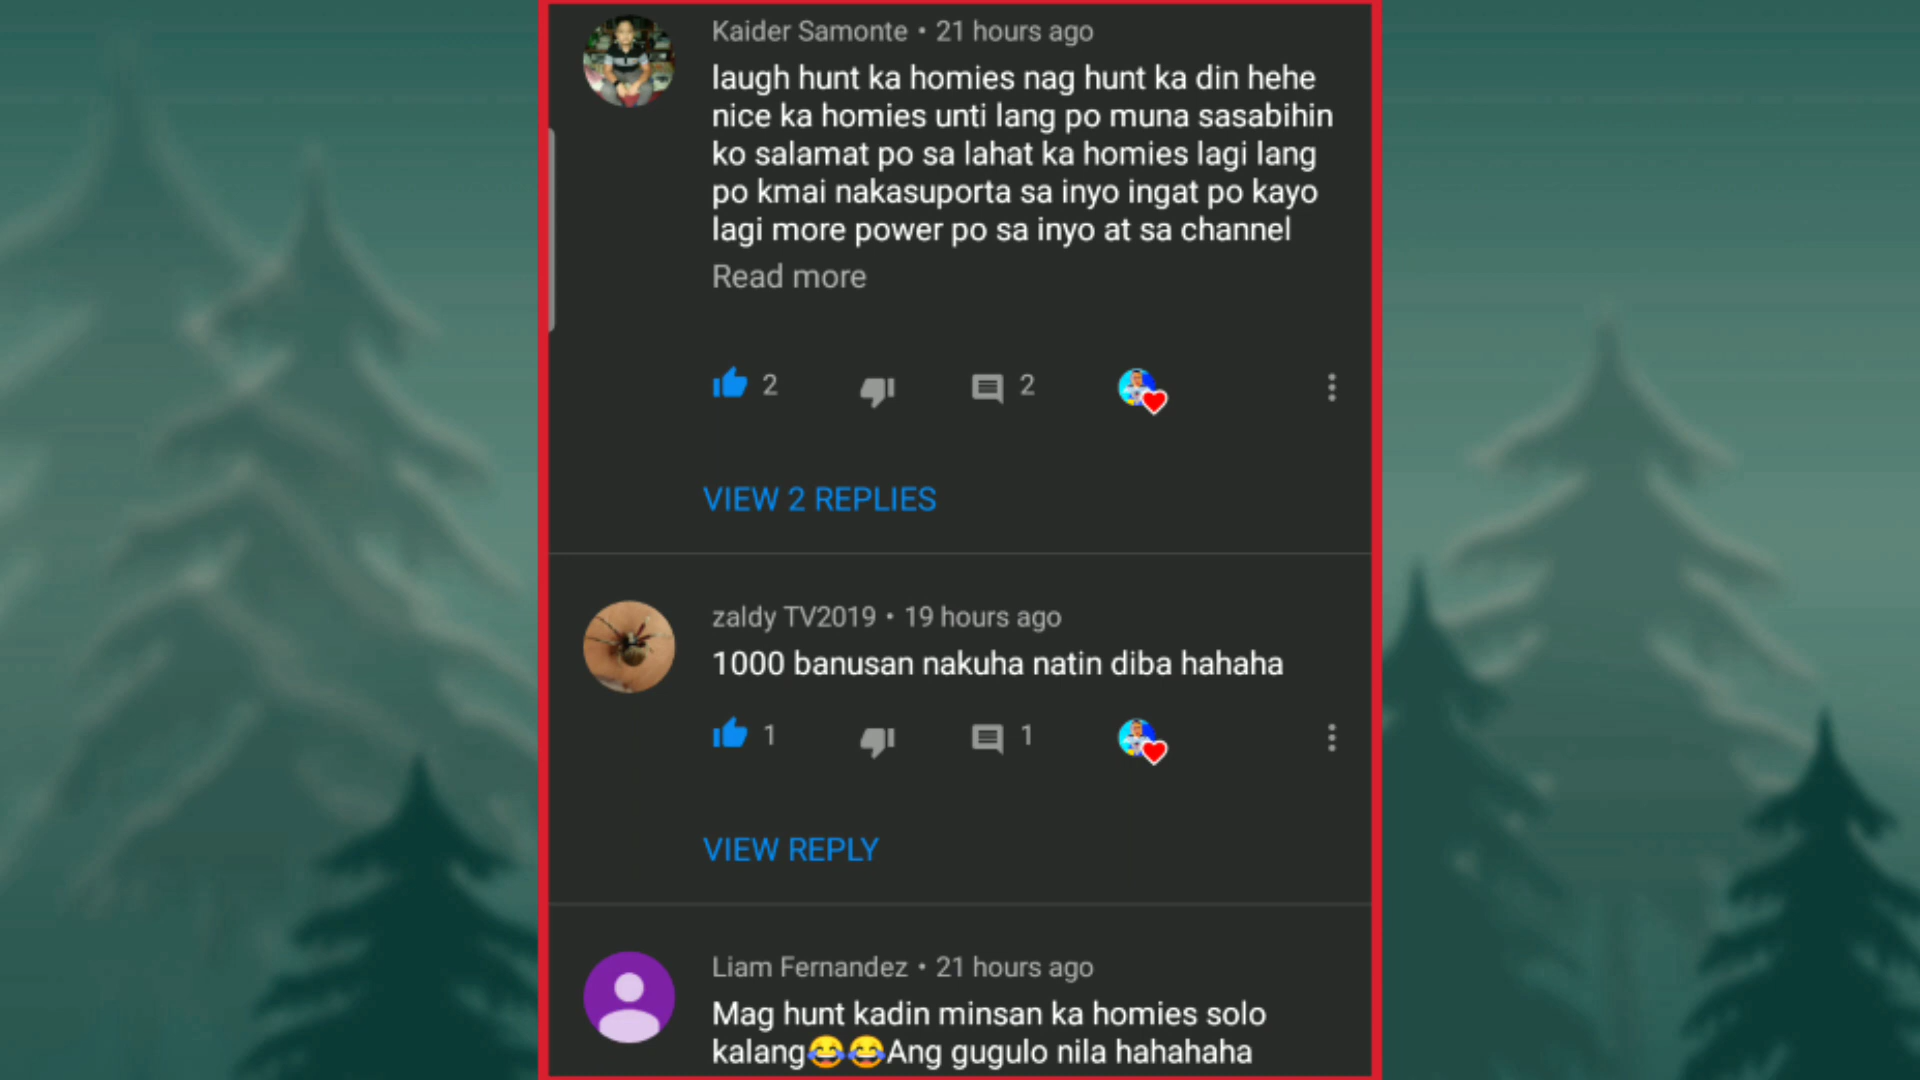 Kaider Samonte • 21 hours ago
laugh hunt ka homies nag hunt ka din hehe
nice ka homies unti lang po muna sasabihin
ko salamat po sa lahat ka homies lagi lang
po kmai nakasuporta sa inyo ingat po kayo
lagi more power po sa inyo at sa channel
Read more
2 2
VIEW 2 REPLIES
zaldy TV2019 • 19 hours ago
1000 banusan nakuha natin diba hahaha
1 1
VIEW REPLY
Liam Fernandez • 21 hours ago
Mag hunt kadin minsan ka homies solo
kalang😂😂Ang gugulo nila hahahaha